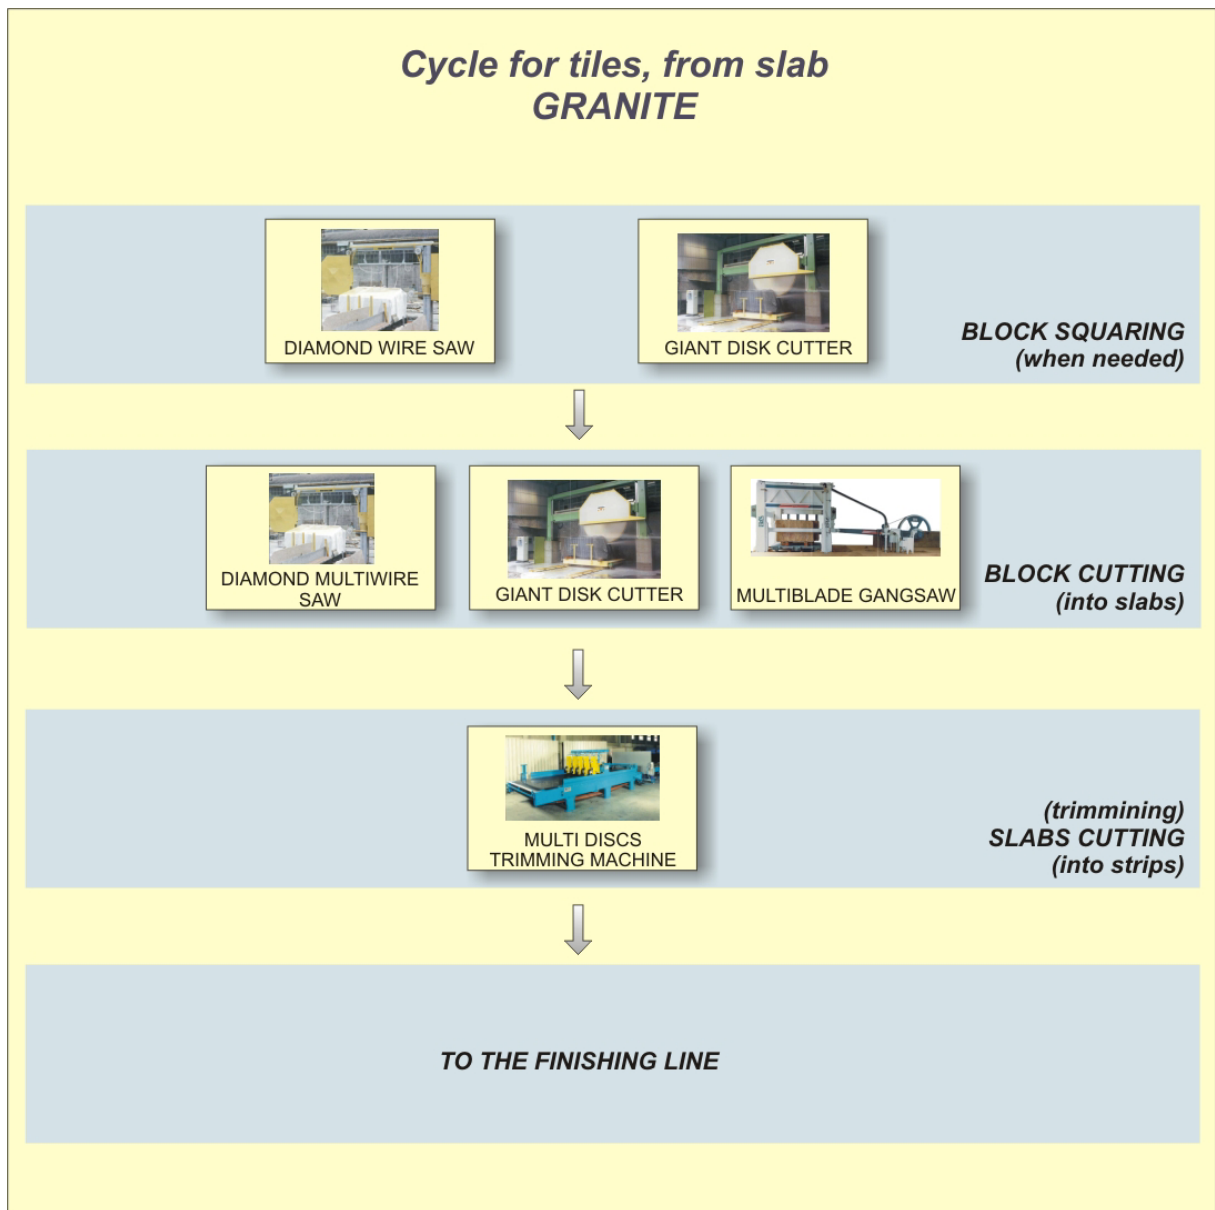 Cycle for tiles, from slab
GRANITE
DIAMOND WIRE SAW
GIANT DISK CUTTER
BLOCK SQUARING
(when needed)
DIAMOND MULTIWIRE
SAW
GIANT DISK CUTTER
MULTIBLADE GANGSAW
BLOCK CUTTING
(into slabs)
MULTI DISCS
TRIMMING MACHINE
(trimmining)
SLABS CUTTING
(into strips)
TO THE FINISHING LINE